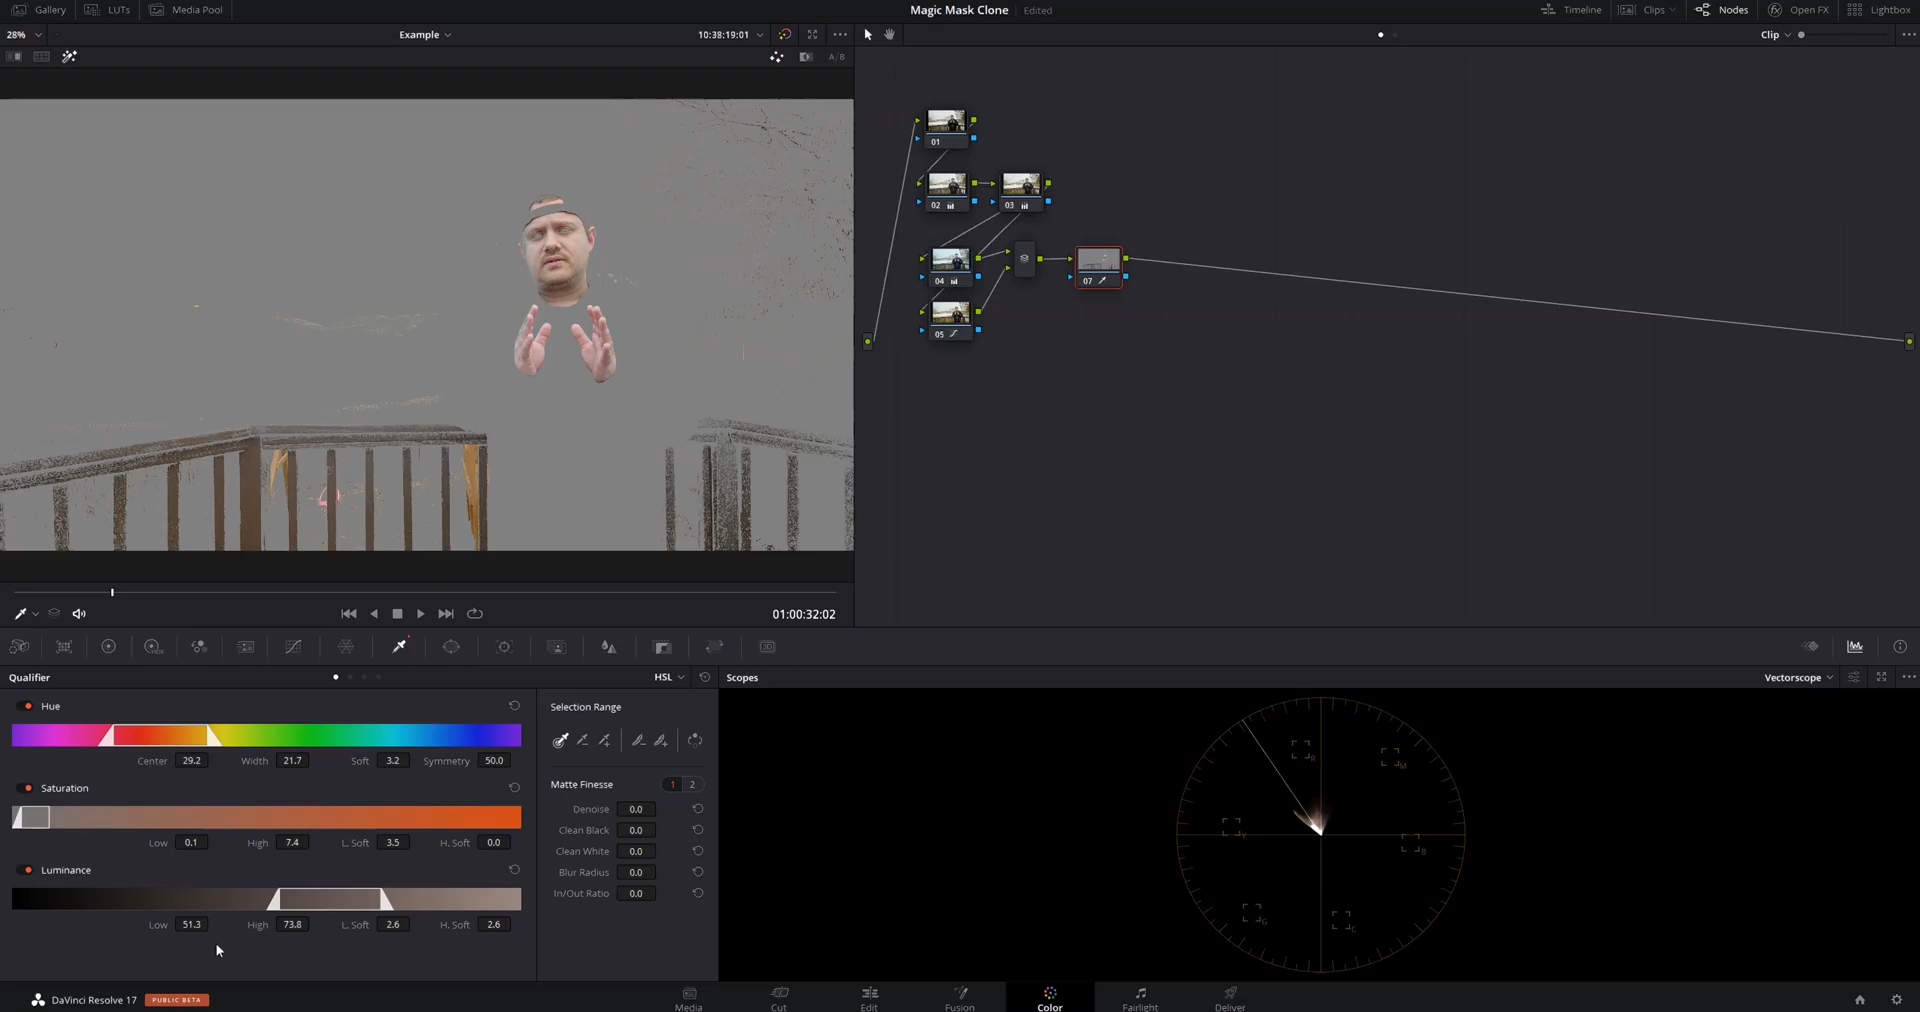 Gallery LUTs Media Pool Magic Mask Clone Edited Timeline Clips Nodes Open FX Lightbox
28% Example 10:38:19:01 Clip
A/B
01
02 03
04 07
05
01:00:32:02
3D
Qualifier HSL Scopes Vectorscope
Hue
Center 29.2 Width 21.7 Soft 3.2 Symmetry 50.0
Saturation
Low 0.1 High 7.4 L. Soft 3.5 H. Soft 0.0
Luminance
Low 51.3 High 73.8 L. Soft 2.6 H. Soft 2.6
Selection Range
Matte Finesse 1 2
Denoise 0.0
Clean Black 0.0
Clean White 0.0
Blur Radius 0.0
In/Out Ratio 0.0
R M
Y B
G C
DaVinci Resolve 17 PUBLIC BETA Media Cut Edit Fusion Color Fairlight Deliver